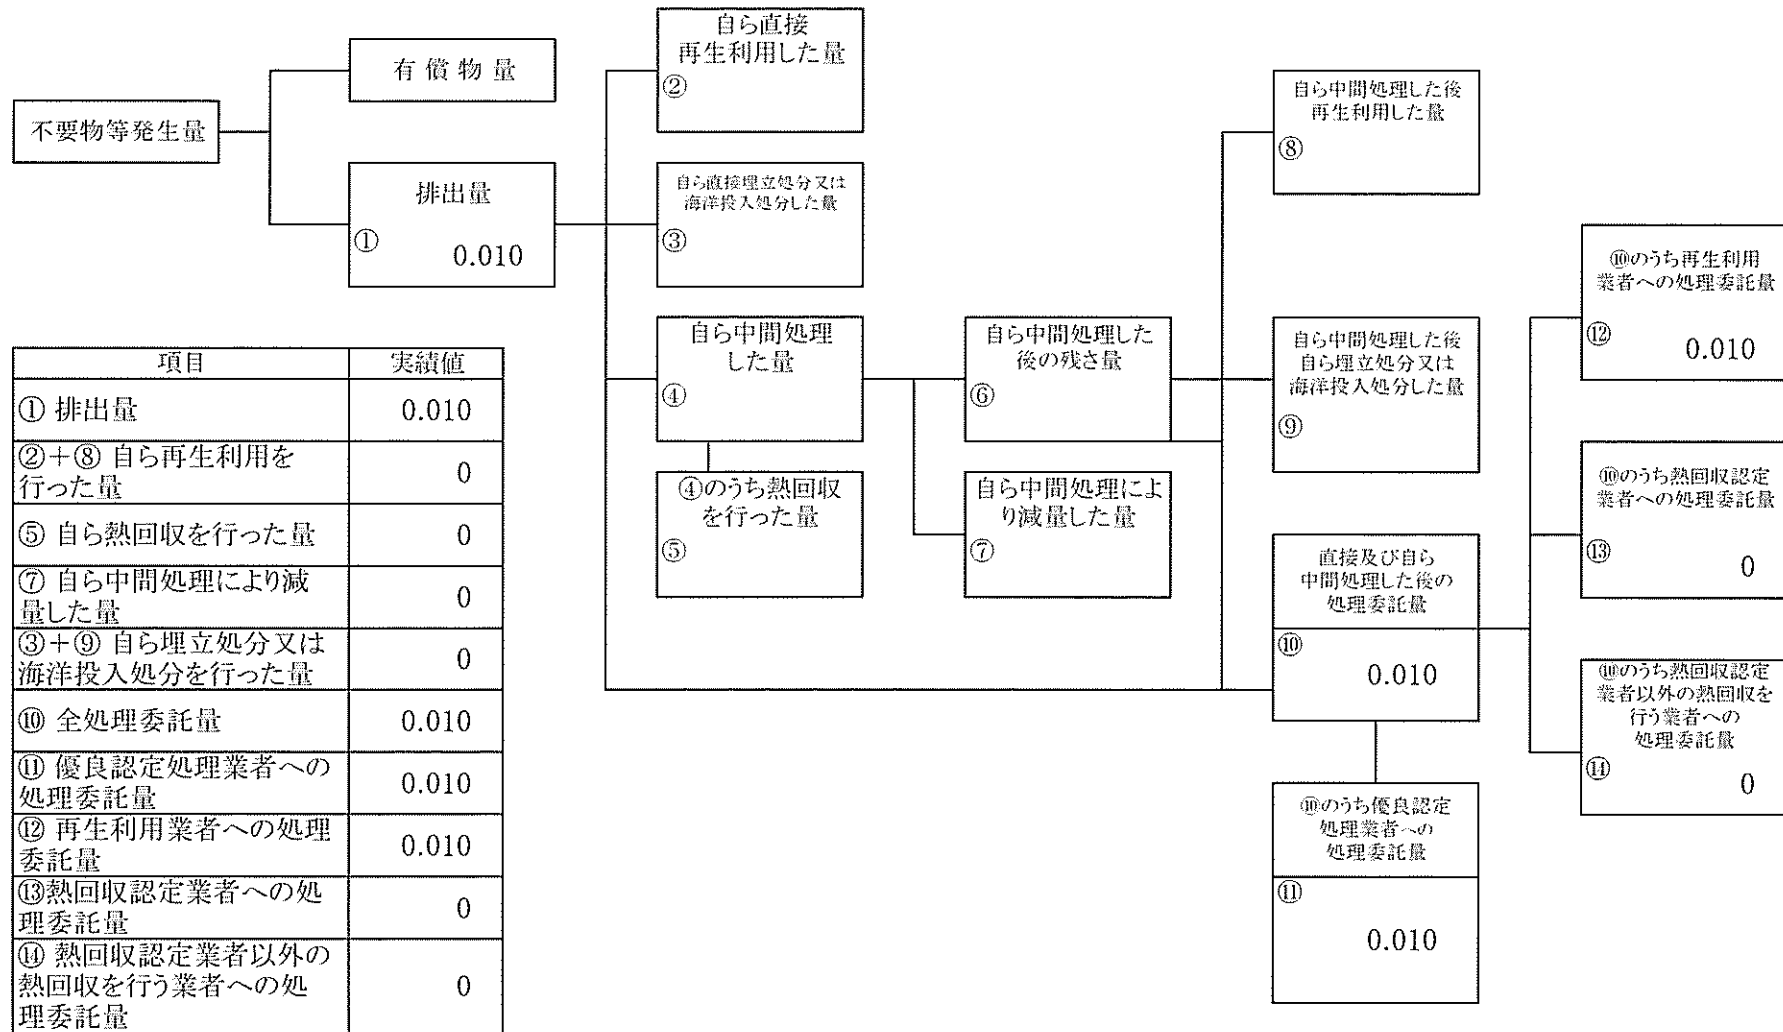 不要物等発生量
有償物量
排出量
①
0.010
自ら直接
再生利用した量
②
自ら直接埋立処分又は
海洋投入処分した量
③
自ら中間処理
した量
④
④のうち熱回収
を行った量
⑤
自ら中間処理した
後の残さ量
⑥
自ら中間処理によ
り減量した量
⑦
自ら中間処理した後
再生利用した量
⑧
自ら中間処理した後
自ら埋立処分又は
海洋投入処分した量
⑨
直接及び自ら
中間処理した後の
処理委託量
⑩
0.010
⑩のうち優良認定
処理業者への
処理委託量
⑪
0.010
⑩のうち再生利用
業者への処理委託量
⑫
0.010
⑩のうち熱回収認定
業者への処理委託量
⑬
0
⑩のうち熱回収認定
業者以外の熱回収を
行う業者への
処理委託量
⑭
0
項目 実績値
① 排出量 0.010
②+⑧ 自ら再生利用を
行った量 0
⑤ 自ら熱回収を行った量 0
⑦ 自ら中間処理により減
量した量 0
③+⑨ 自ら埋立処分又は
海洋投入処分を行った量 0
⑩ 全処理委託量 0.010
⑪ 優良認定処理業者への
処理委託量 0.010
⑫ 再生利用業者への処理
委託量 0.010
⑬熱回収認定業者への処
理委託量 0
⑭ 熱回収認定業者以外の
熱回収を行う業者への処
理委託量 0